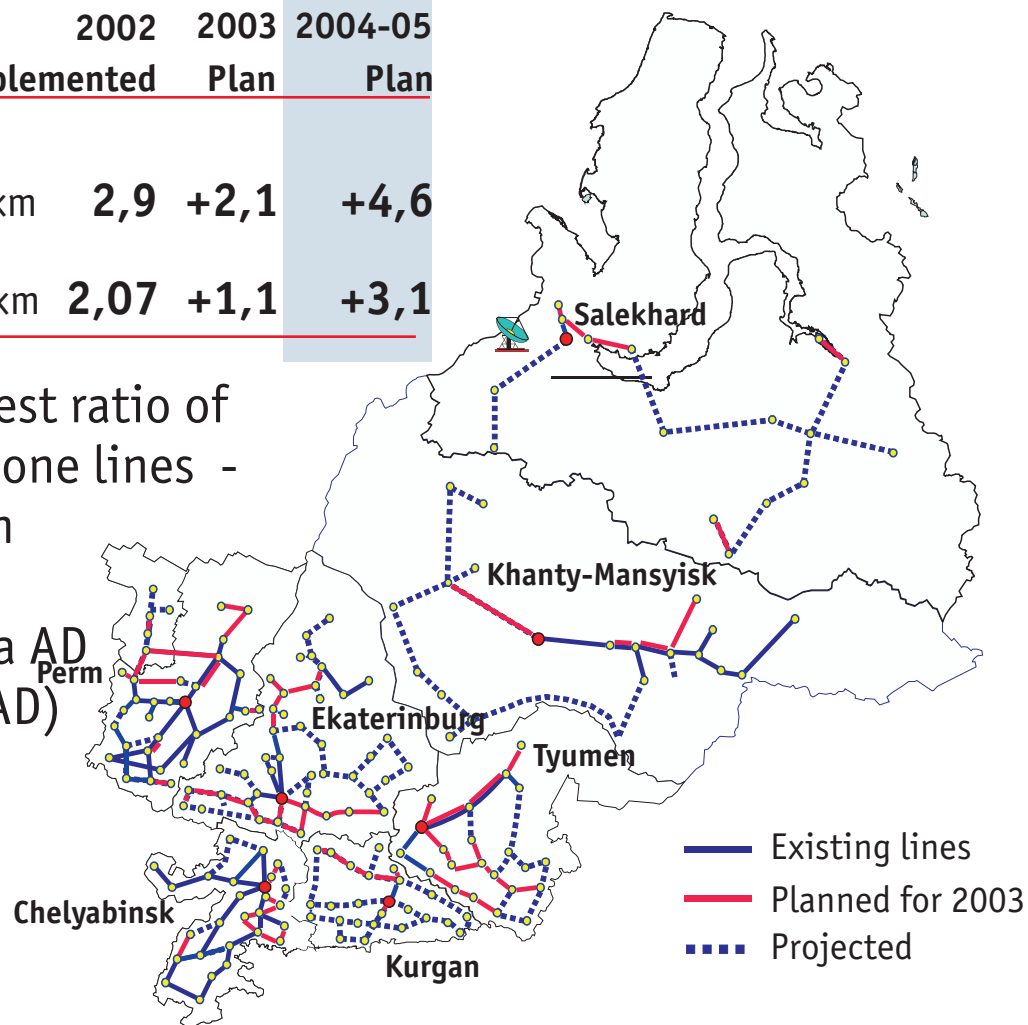 2002 2003 2004-05
plemented Plan Plan
km 2,9 +2,1 +4,6
km 2,07 +1,1 +3,1
est ratio of
one lines -
n
a AD
AD)
Salekhard
Khanty-Mansyisk
Perm
Ekaterinburg
Tyumen
Chelyabinsk
Kurgan
Existing lines
Planned for 2003
Projected